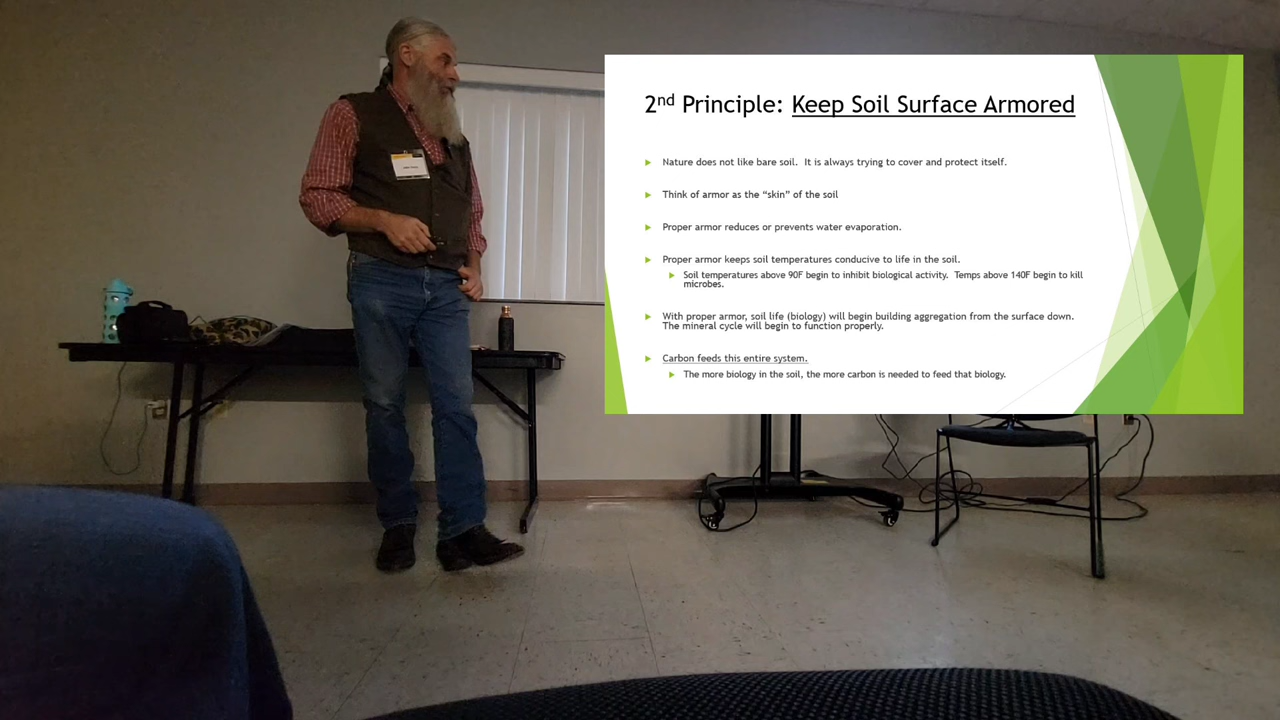 2nd Principle: Keep Soil Surface Armored
Nature does not like bare soil. It is always trying to cover and protect itself.
Think of armor as the “skin” of the soil
Proper armor reduces or prevents water evaporation.
Proper armor keeps soil temperatures conducive to life in the soil.
Soil temperatures above 90F begin to inhibit biological activity. Temps above 140F begin to kill
microbes.
With proper armor, soil life (biology) will begin building aggregation from the surface down.
The mineral cycle will begin to function properly.
Carbon feeds this entire system.
The more biology in the soil, the more carbon is needed to feed that biology.